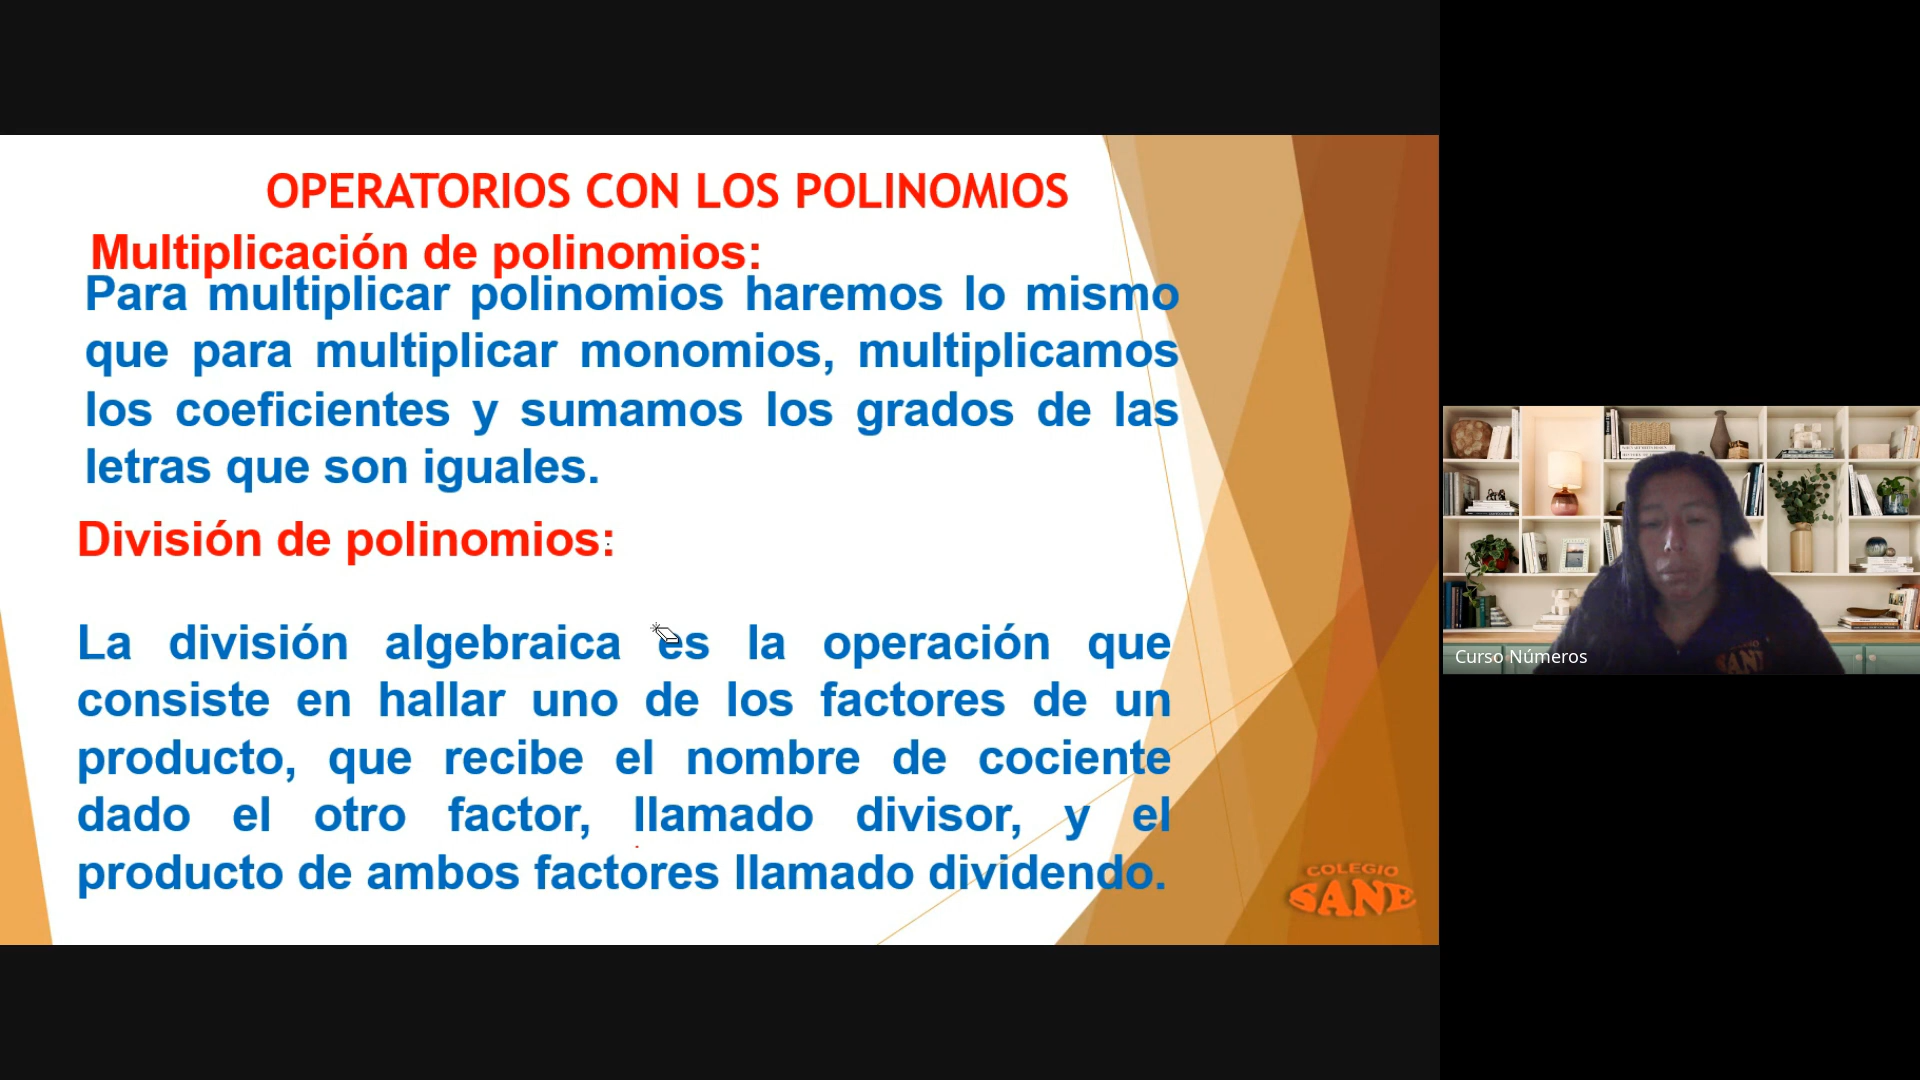 OPERATORIOS CON LOS POLINOMIOS
Multiplicación de polinomios:
Para multiplicar polinomios haremos lo mismo
que para multiplicar monomios, multiplicamos
los coeficientes y sumamos los grados de las
letras que son iguales.
División de polinomios:
La división algebraica es la operación que
consiste en hallar uno de los factores de un
producto, que recibe el nombre de cociente
dado el otro factor, llamado divisor, y el
producto de ambos factores llamado dividendo.
COLEGIO
SANE
Curso Números